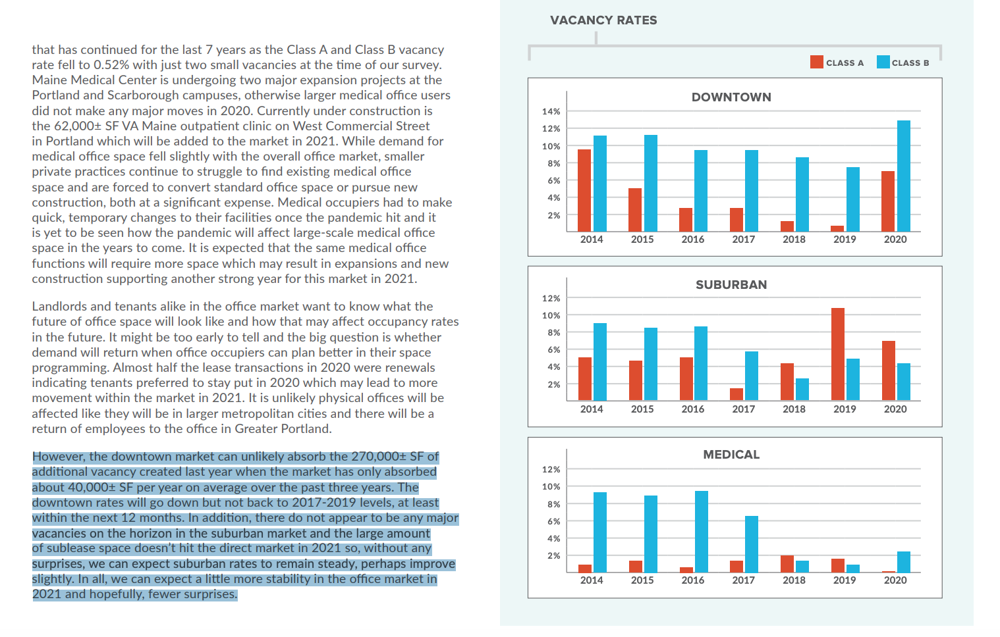 that has continued for the last 7 years as the Class A and Class B vacancy
rate fell to 0.52% with just two small vacancies at the time of our survey.
Maine Medical Center is undergoing two major expansion projects at the
Portland and Scarborough campuses, otherwise larger medical office users
did not make any major moves in 2020. Currently under construction is
the 62,000± SF VA Maine outpatient clinic on West Commercial Street
in Portland which will be added to the market in 2021. While demand for
medical office space fell slightly with the overall office market, smaller
private practices continue to struggle to find existing medical office
space and are forced to convert standard office space or pursue new
construction, both at a significant expense. Medical occupiers had to make
quick, temporary changes to their facilities once the pandemic hit and it
is yet to be seen how the pandemic will affect large-scale medical office
space in the years to come. It is expected that the same medical office
functions will require more space which may result in expansions and new
construction supporting another strong year for this market in 2021.
Landlords and tenants alike in the office market want to know what the
future of office space will look like and how that may affect occupancy rates
in the future. It might be too early to tell and the big question is whether
demand will return when office occupiers can plan better in their space
programming. Almost half the lease transactions in 2020 were renewals
indicating tenants preferred to stay put in 2020 which may lead to more
movement within the market in 2021. It is unlikely physical offices will be
affected like they will be in larger metropolitan cities and there will be a
return of employees to the office in Greater Portland.
However, the downtown market can unlikely absorb the 270,000± SF of
additional vacancy created last year when the market has only absorbed
about 40,000± SF per year on average over the past three years. The
downtown rates will go down but not back to 2017-2019 levels, at least
within the next 12 months. In addition, there do not appear to be any major
vacancies on the horizon in the suburban market and the large amount
of sublease space doesn't hit the direct market in 2021 so, without any
surprises, we can expect suburban rates to remain steady, perhaps improve
slightly. In all, we can expect a little more stability in the office market in
2021 and hopefully, fewer surprises.
VACANCY RATES
CLASS A CLASS B
DOWNTOWN
14%
12%
10%
8%
6%
4%
2%
2014 2015 2016 2017 2018 2019 2020
SUBURBAN
12%
10%
8%
6%
4%
2%
2014 2015 2016 2017 2018 2019 2020
MEDICAL
12%
10%
8%
6%
4%
2%
2014 2015 2016 2017 2018 2019 2020